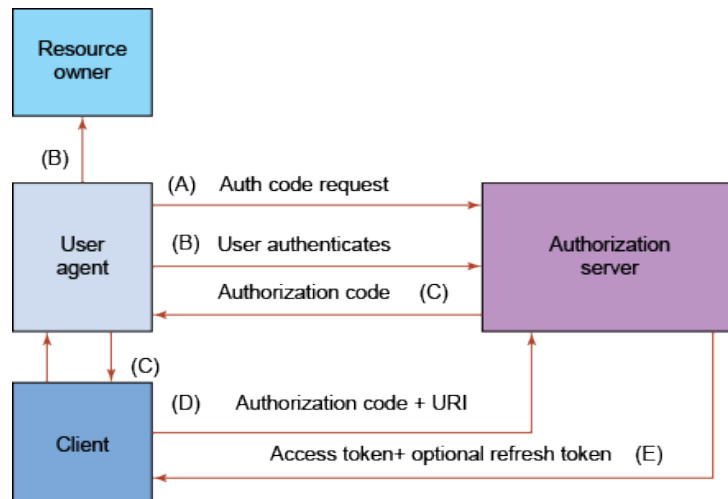 Resource
owner
(B)
(A) Auth code request
User
agent
(B) User authenticates
Authorization
server
Authorization code (C)
(C)
(D) Authorization code + URI
Client
Access token+ optional refresh token (E)